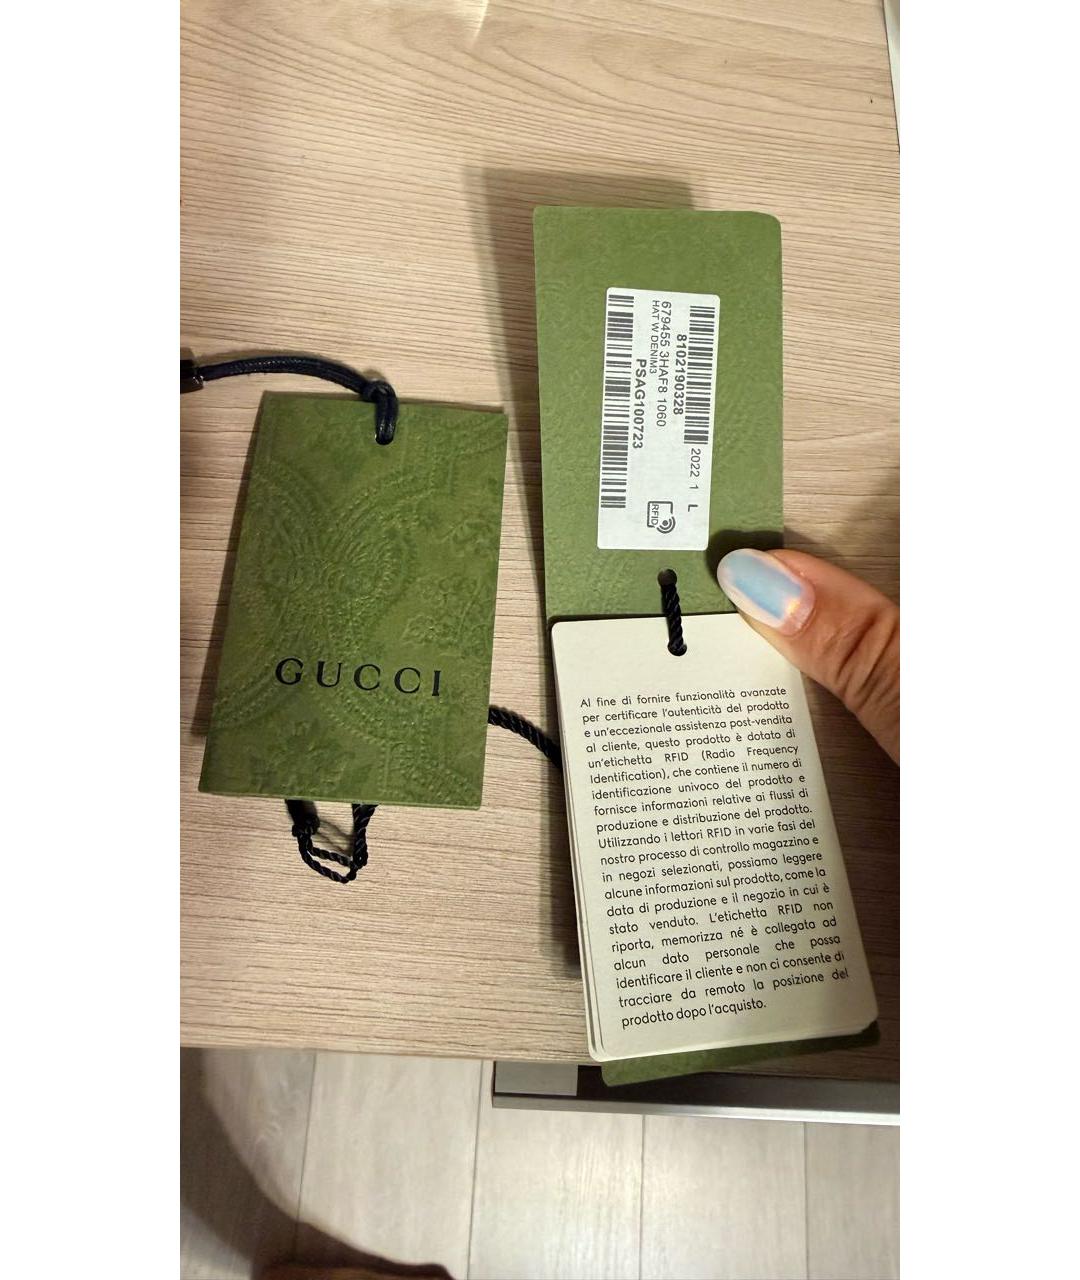 GUCCI
2022 1 L
8102190328
679455 3HAF8 1060
HAT W DENIM3
PSAG100723
RFID
Al fine di fornire funzionalità avanzate
per certificare l'autenticità del prodotto
e un'eccezionale assistenza post-vendita
al cliente, questo prodotto è dotato di
un'etichetta RFID (Radio Frequency
Identification), che contiene il numero di
identificazione univoco del prodotto e
fornisce informazioni relative ai flussi di
produzione e distribuzione del prodotto.
Utilizzando i lettori RFID in varie fasi del
nostro processo di controllo magazzino e
in negozi selezionati, possiamo leggere
alcune informazioni sul prodotto, come la
data di produzione e il negozio in cui è
stato venduto. L'etichetta RFID non
riporta, memorizza né è collegata ad
alcun dato personale che possa
identificare il cliente e non ci consente di
tracciare da remoto la posizione del
prodotto dopo l'acquisto.